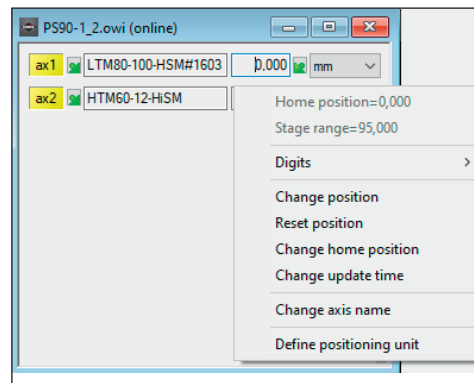 PS90-1_2.owi (online)
ax1 LTM80-100-HSM#1603 0,000 mm
ax2 HTM60-12-HiSM
Home position=0,000
Stage range=95,000
Digits
Change position
Reset position
Change home position
Change update time
Change axis name
Define positioning unit